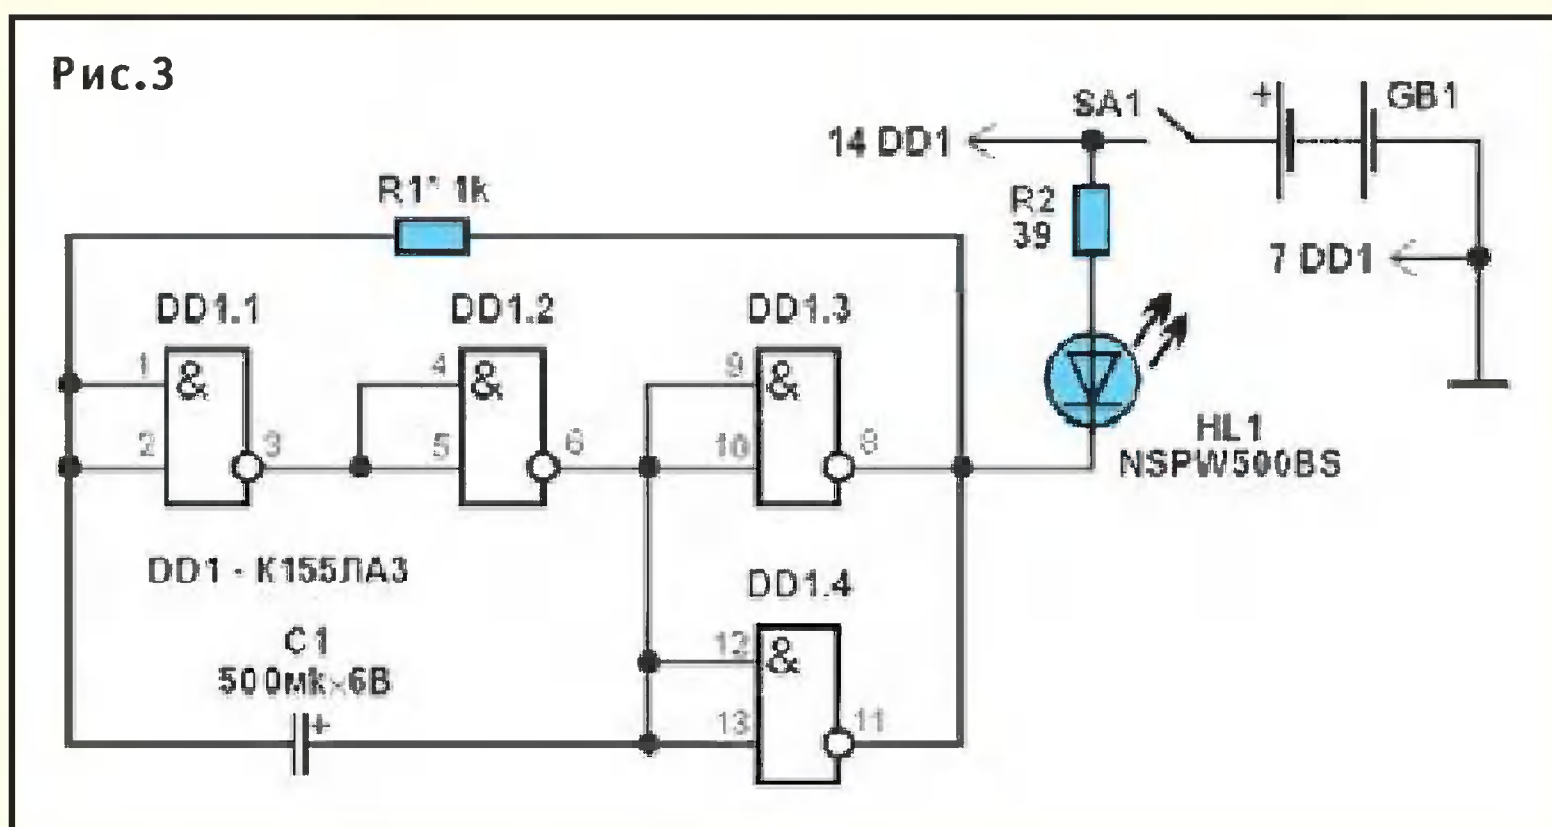 Рис.3
SA1
+
GB1
14 DD1
R1* 1k
R2
39
7 DD1
DD1.1
DD1.2
DD1.3
1
&
2
3
4
&
5
6
9
&
10
8
HL1
NSPW500BS
DD1 - К155ЛА3
DD1.4
C1
500мк×6В
+
12
&
13
11